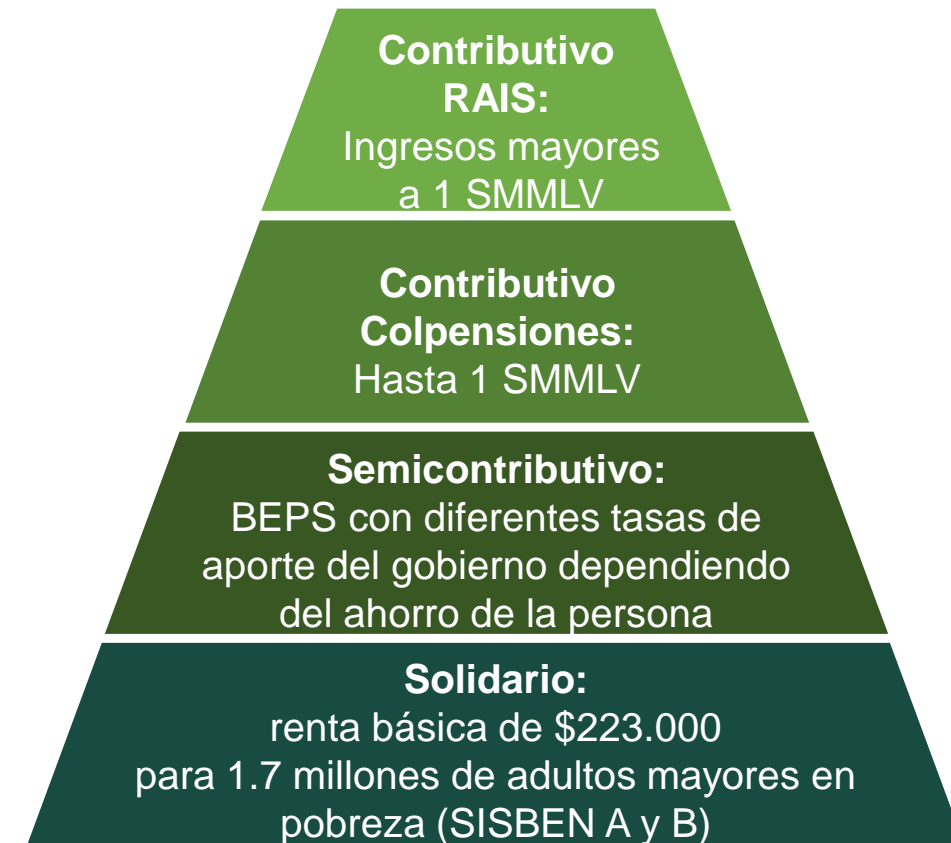 Contributivo
RAIS:
Ingresos mayores
a 1 SMMLV
Contributivo
Colpensiones:
Hasta 1 SMMLV
Semicontributivo:
BEPS con diferentes tasas de
aporte del gobierno dependiendo
del ahorro de la persona
Solidario:
renta básica de $223.000
para 1.7 millones de adultos mayores en
pobreza (SISBEN A y B)